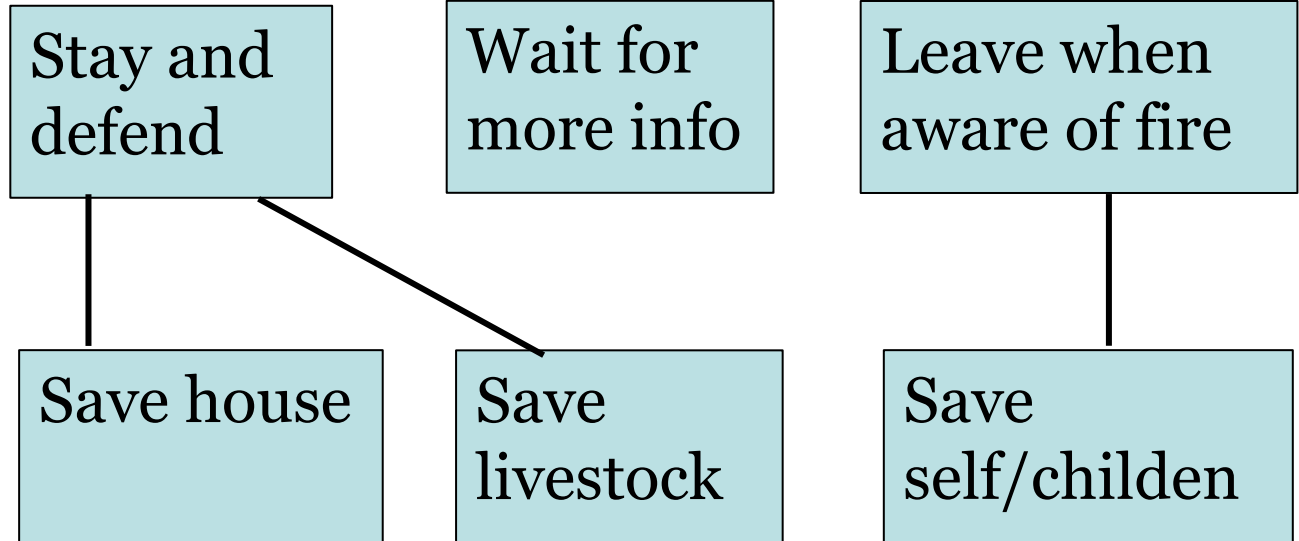 Stay and
defend
Wait for
more info
Leave when
aware of fire
Save house
Save
livestock
Save
self/childen